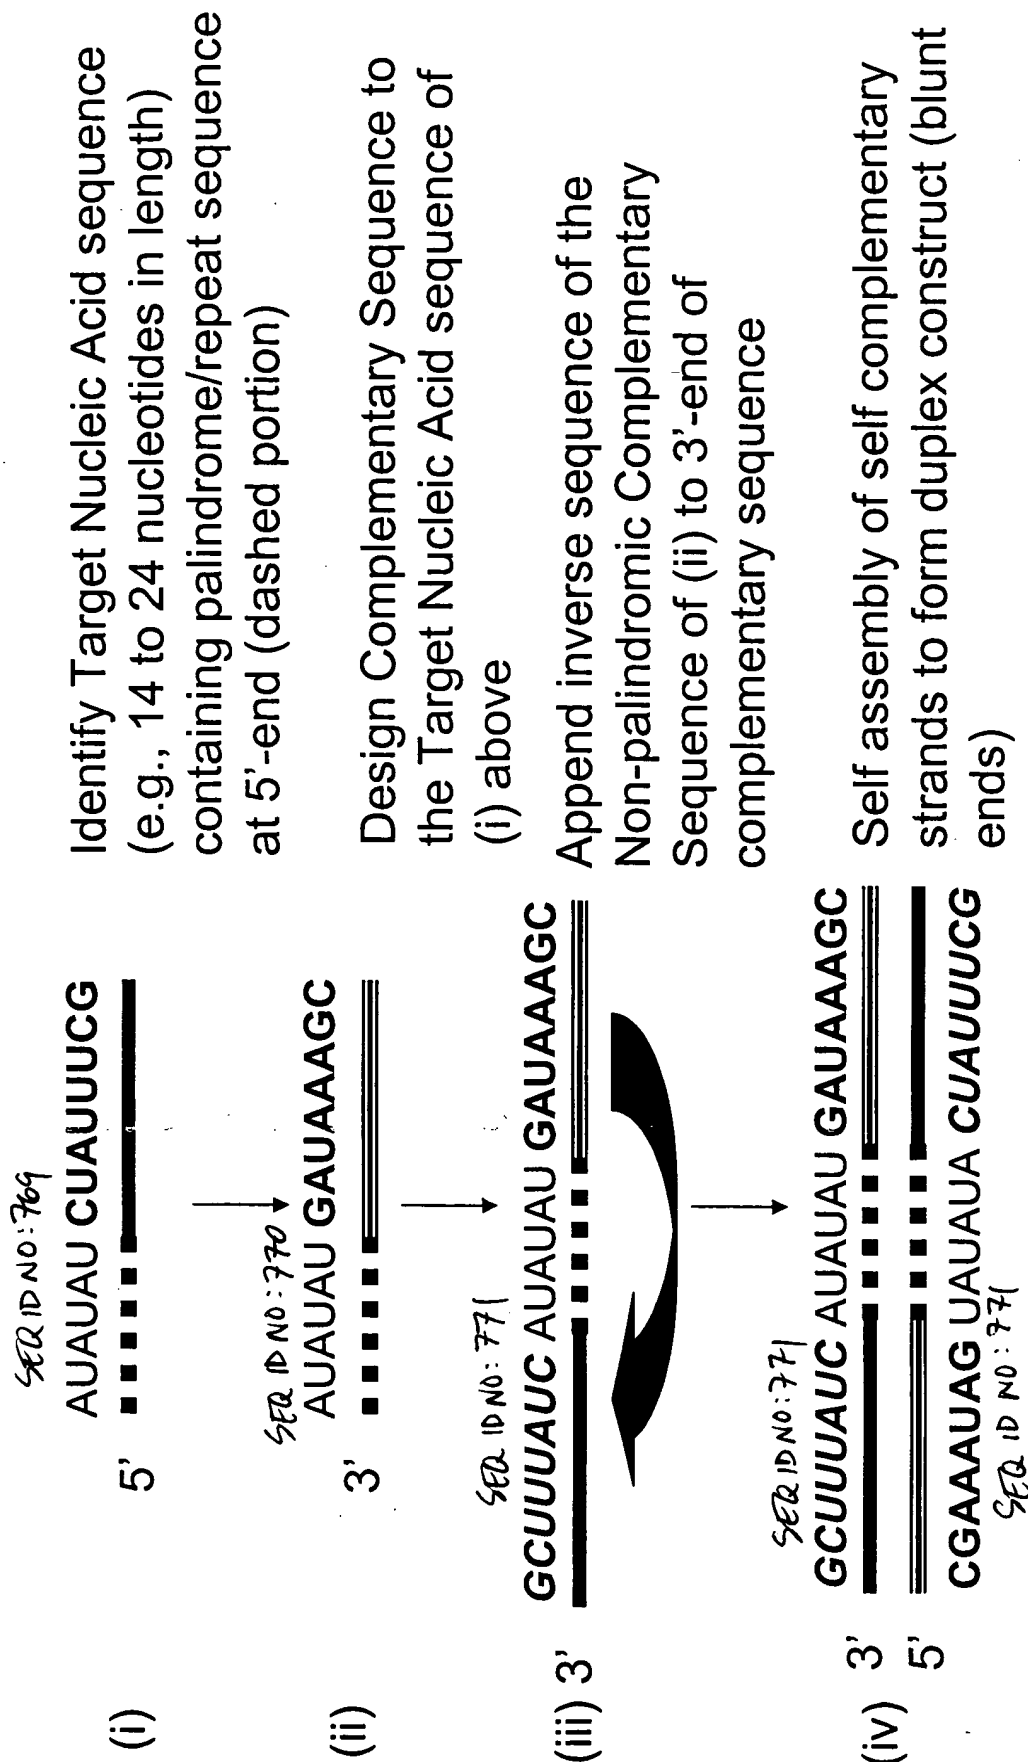 SEQ ID NO:769
(i) 5' AUAUAU CUAUUUCG
Identify Target Nucleic Acid sequence
(e.g., 14 to 24 nucleotides in length)
containing palindrome/repeat sequence
at 5'-end (dashed portion)
SEQ ID NO:770
(ii) 3' AUAUAU GAUAAAGC
Design Complementary Sequence to
the Target Nucleic Acid sequence of
(i) above
SEQ ID NO:771
GCUUUAUC AUAUAU GAUAAAGC
(iii) 3'
Append inverse sequence of the
Non-palindromic Complementary
Sequence of (ii) to 3'-end of
complementary sequence
SEQ ID NO:771
GCUUUAUC AUAUAU GAUAAAGC
(iv) 3'
5'
CGAAAUAG UAUAUA CUAUUUCG
SEQ ID NO:771
Self assembly of self complementary
strands to form duplex construct (blunt
ends)